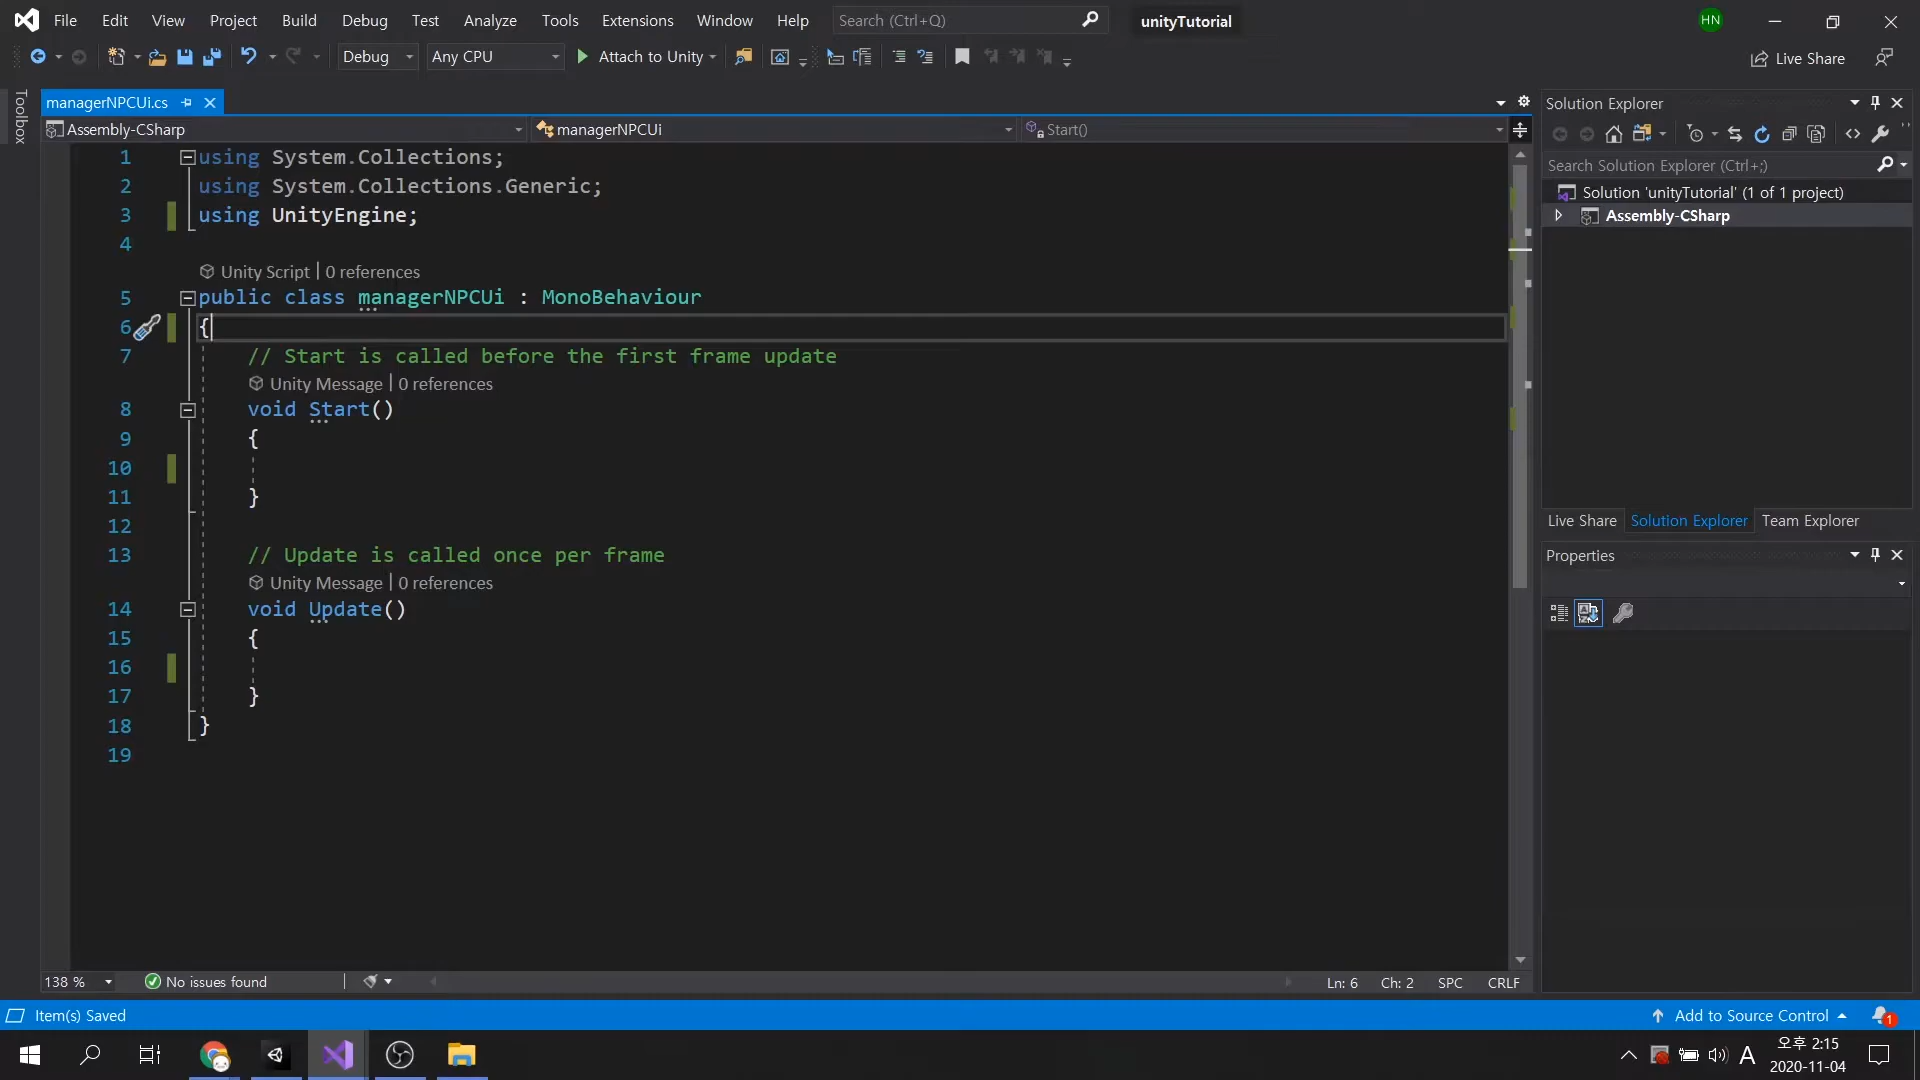 File Edit View Project Build Debug Test Analyze Tools Extensions Window Help Search (Ctrl+Q) unityTutorial HN
Debug Any CPU Attach to Unity Live Share
Toolbox
managerNPCUi.cs
Assembly-CSharp managerNPCUi Start()
1 using System.Collections;
2 using System.Collections.Generic;
3 using UnityEngine;
4
Unity Script | 0 references
5 public class managerNPCUi : MonoBehaviour
6 {
7 // Start is called before the first frame update
Unity Message | 0 references
8 void Start()
9 {
10
11 }
12
13 // Update is called once per frame
Unity Message | 0 references
14 void Update()
15 {
16
17 }
18 }
19
138 % No issues found Ln: 6 Ch: 2 SPC CRLF
Solution Explorer
Search Solution Explorer (Ctrl+;)
Solution 'unityTutorial' (1 of 1 project)
Assembly-CSharp
Live Share Solution Explorer Team Explorer
Properties
Item(s) Saved Add to Source Control 1
A 오후 2:15
2020-11-04